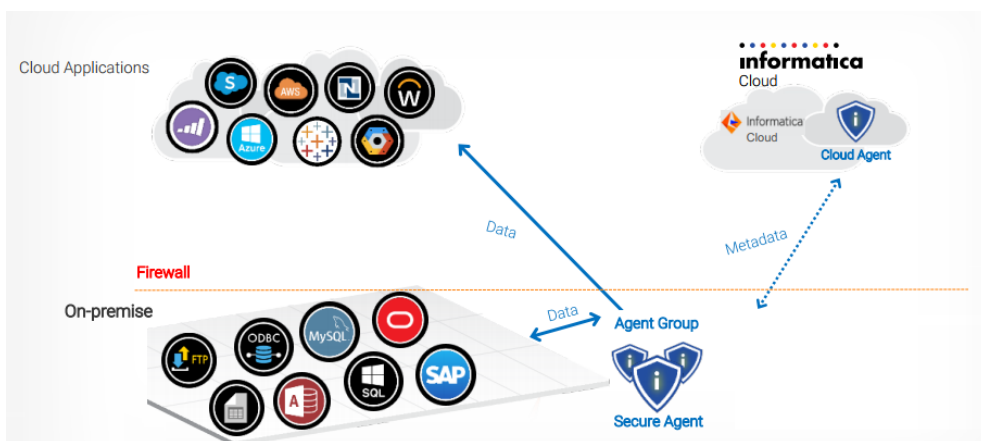 Cloud Applications
S
AWS
N
W
Azure
informatica
Cloud
Informatica
Cloud
i
Cloud Agent
Data
Metadata
Firewall
On-premise
Data
Agent Group
FTP
ODBC
MySQL
A
SQL
SAP
i
i
i
Secure Agent